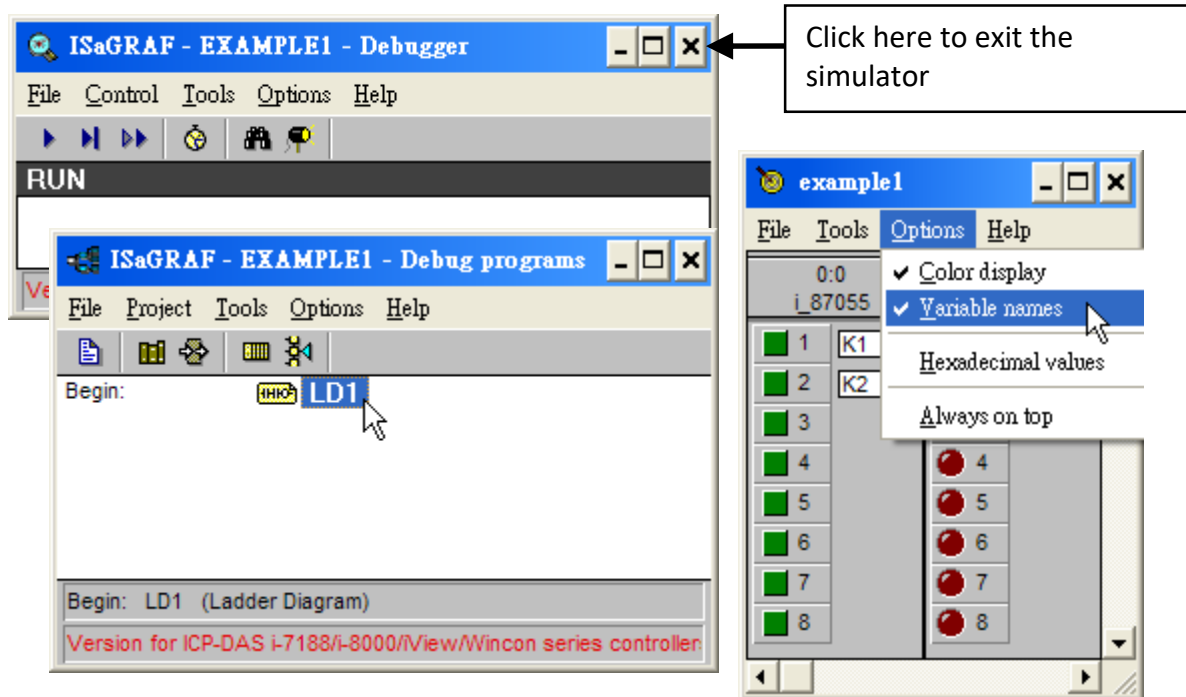 ISaGRAF - EXAMPLE1 - Debugger
File Control Tools Options Help
RUN
Ve
Click here to exit the
simulator
ISaGRAF - EXAMPLE1 - Debug programs
File Project Tools Options Help
Begin: LD1
Begin: LD1 (Ladder Diagram)
Version for ICP-DAS i-7188/i-8000/iView/Wincon series controller
example1
File Tools Options Help
0:0
i_87055
Color display
Variable names
Hexadecimal values
Always on top
1 K1
2 K2
3
4 4
5 5
6 6
7 7
8 8